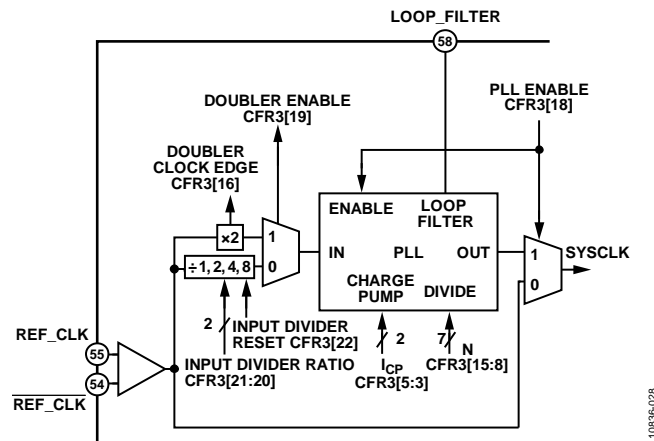 LOOP_FILTER
58
DOUBLER ENABLE
CFR3[19]
PLL ENABLE
CFR3[18]
DOUBLER
CLOCK EDGE
CFR3[16]
ENABLE
LOOP
FILTER
×2
1
÷1, 2, 4, 8
0
IN
PLL
OUT
1
0
SYSCLK
CHARGE
PUMP
DIVIDE
2
INPUT DIVIDER
RESET CFR3[22]
2
7
REF_CLK
55
INPUT DIVIDER RATIO
CFR3[21:20]
ICP
CFR3[5:3]
N
CFR3[15:8]
54
REF_CLK
10836-028